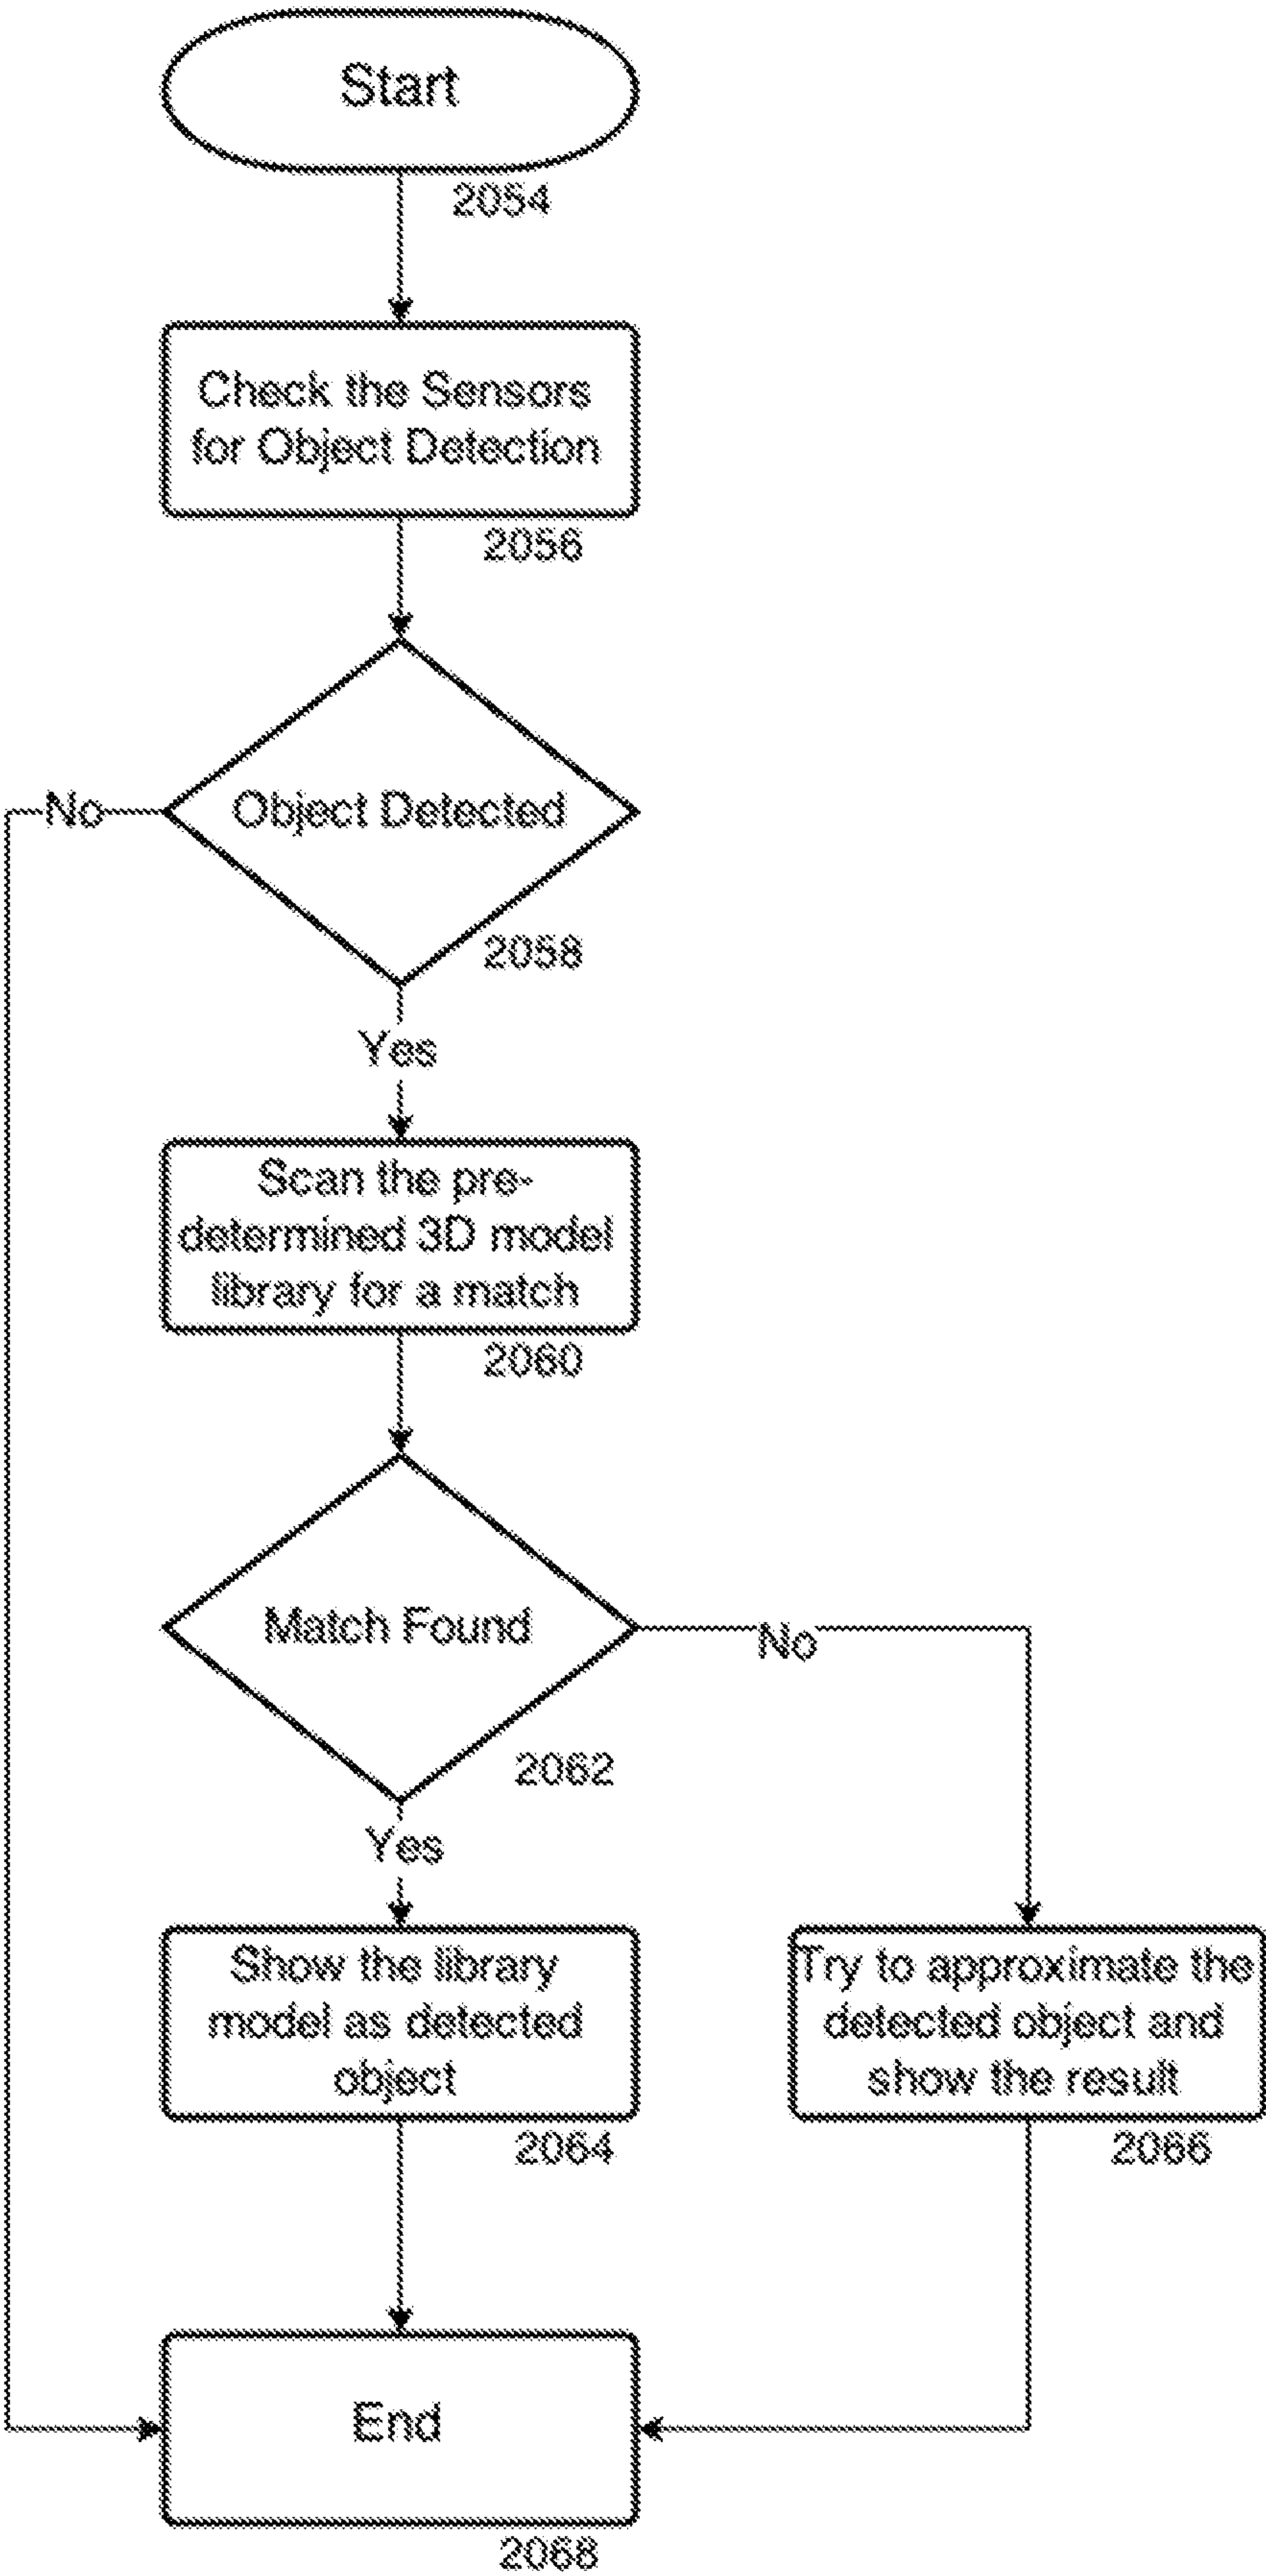 Start
2054
Check the Sensors
for Object Detection
2056
No
Object Detected
2058
Yes
Scan the pre-
determined 3D model
library for a match
2060
Match Found
No
2062
Yes
Show the library
model as detected
object
2064
Try to approximate the
detected object and
show the result
2066
End
2068